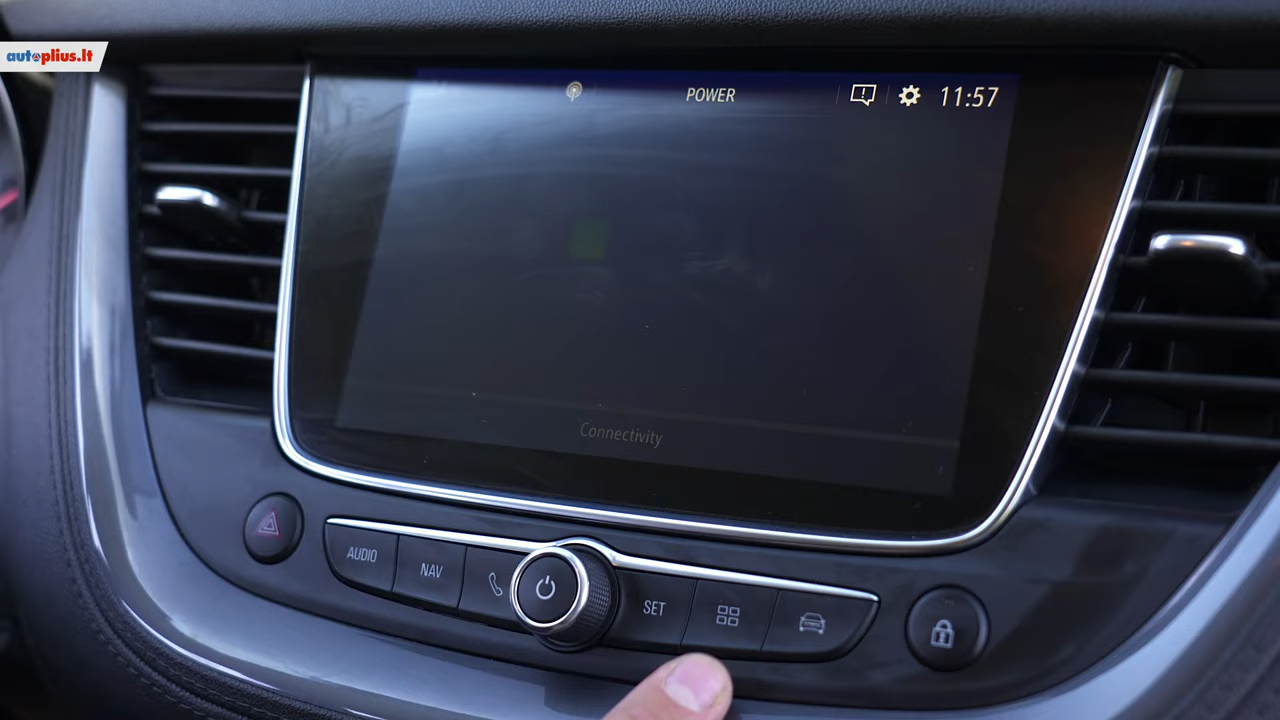 autoplius.lt
POWER
11:57
Connectivity
AUDIO
NAV
SET